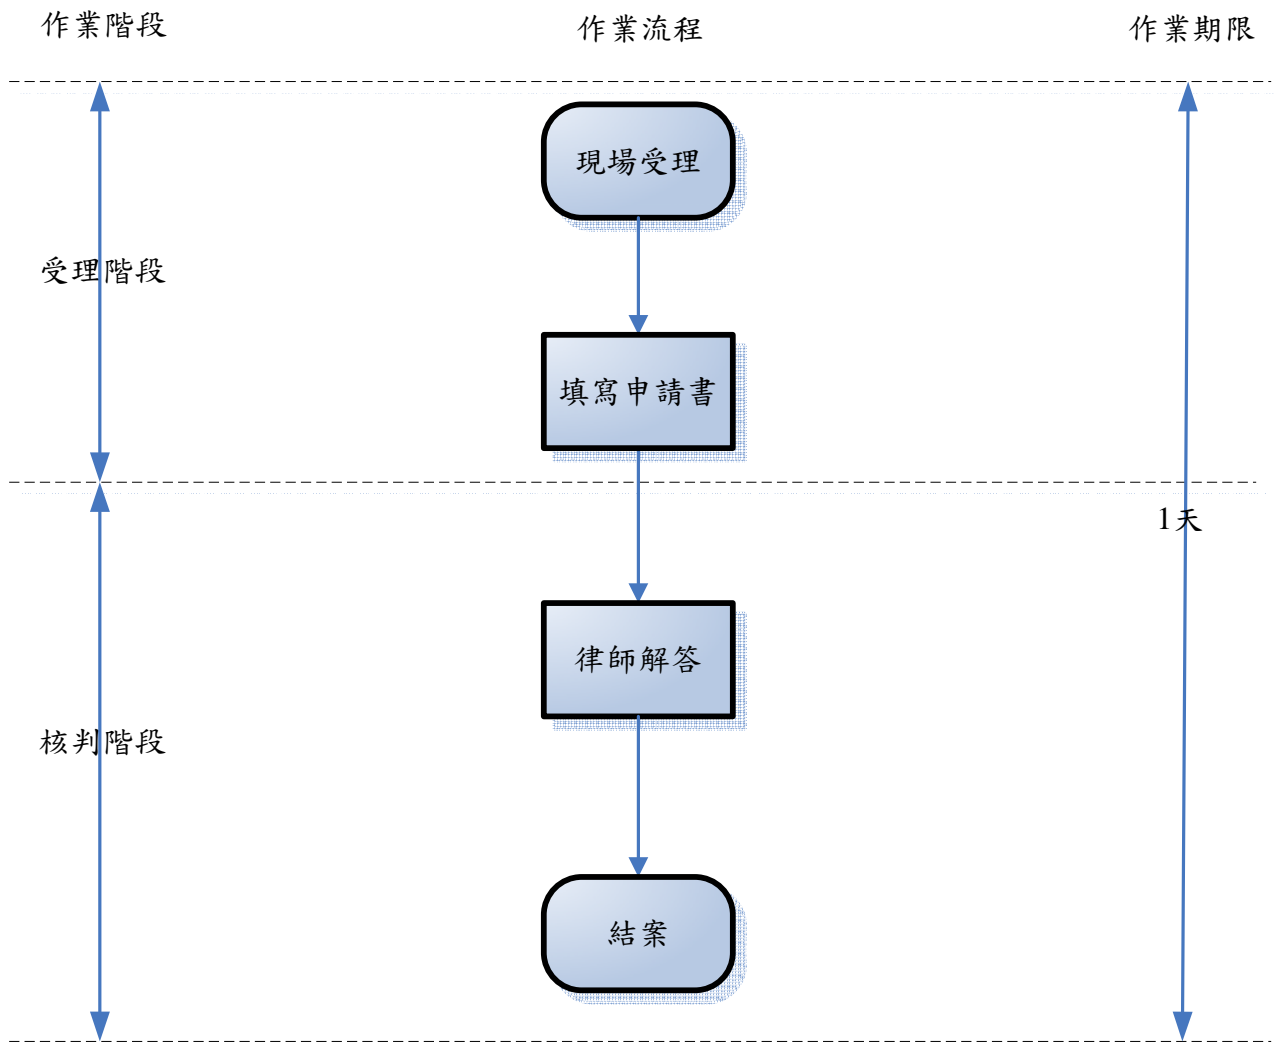 作業階段
作業流程
作業期限
現場受理
受理階段
填寫申請書
1天
律師解答
核判階段
結案